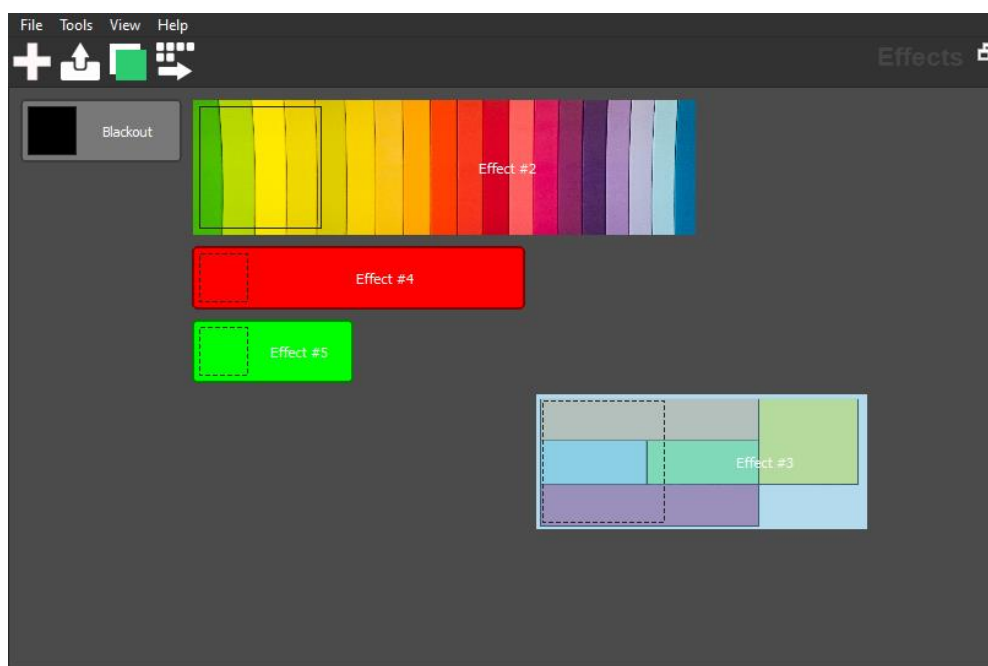 File Tools View Help
Effects
Blackout
Effect #2
Effect #4
Effect #5
Effect #3